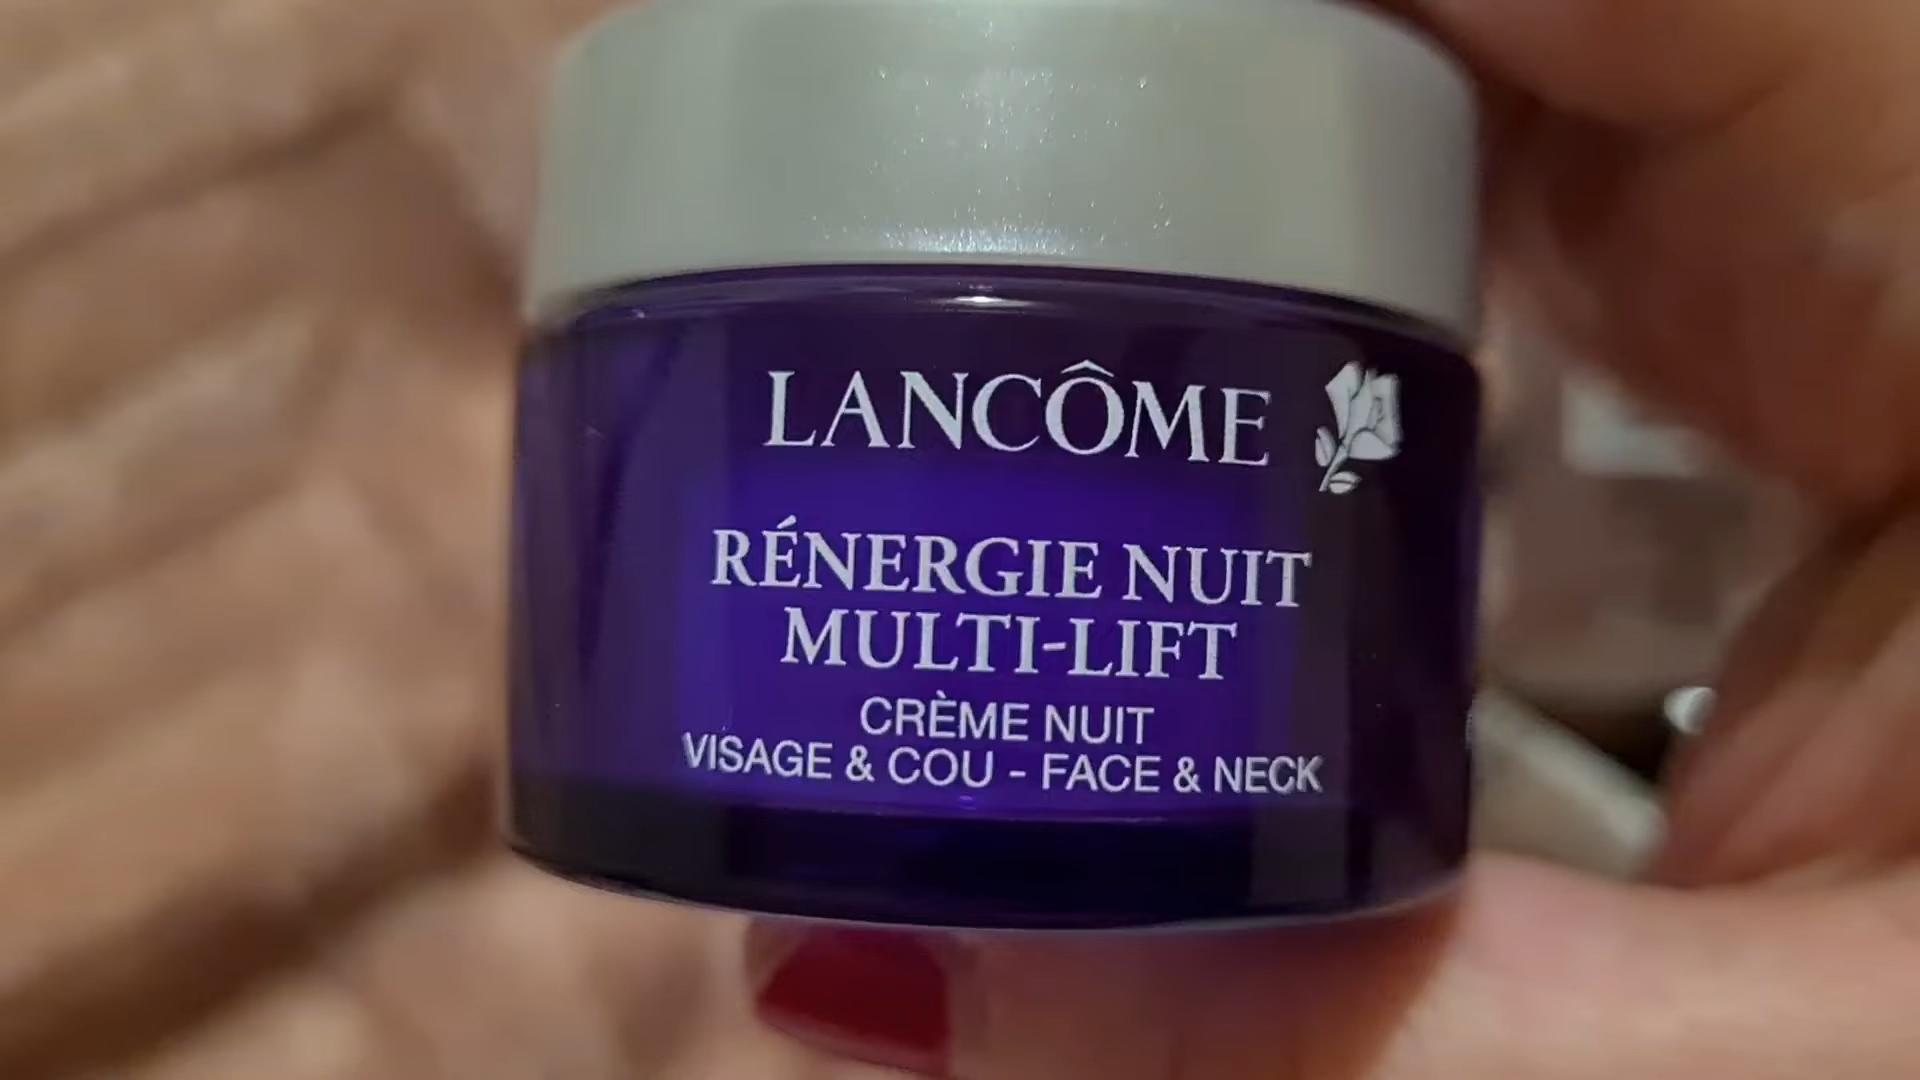 LANCÔME
RÉNERGIE NUIT
MULTI-LIFT
CRÈME NUIT
VISAGE & COU - FACE & NECK